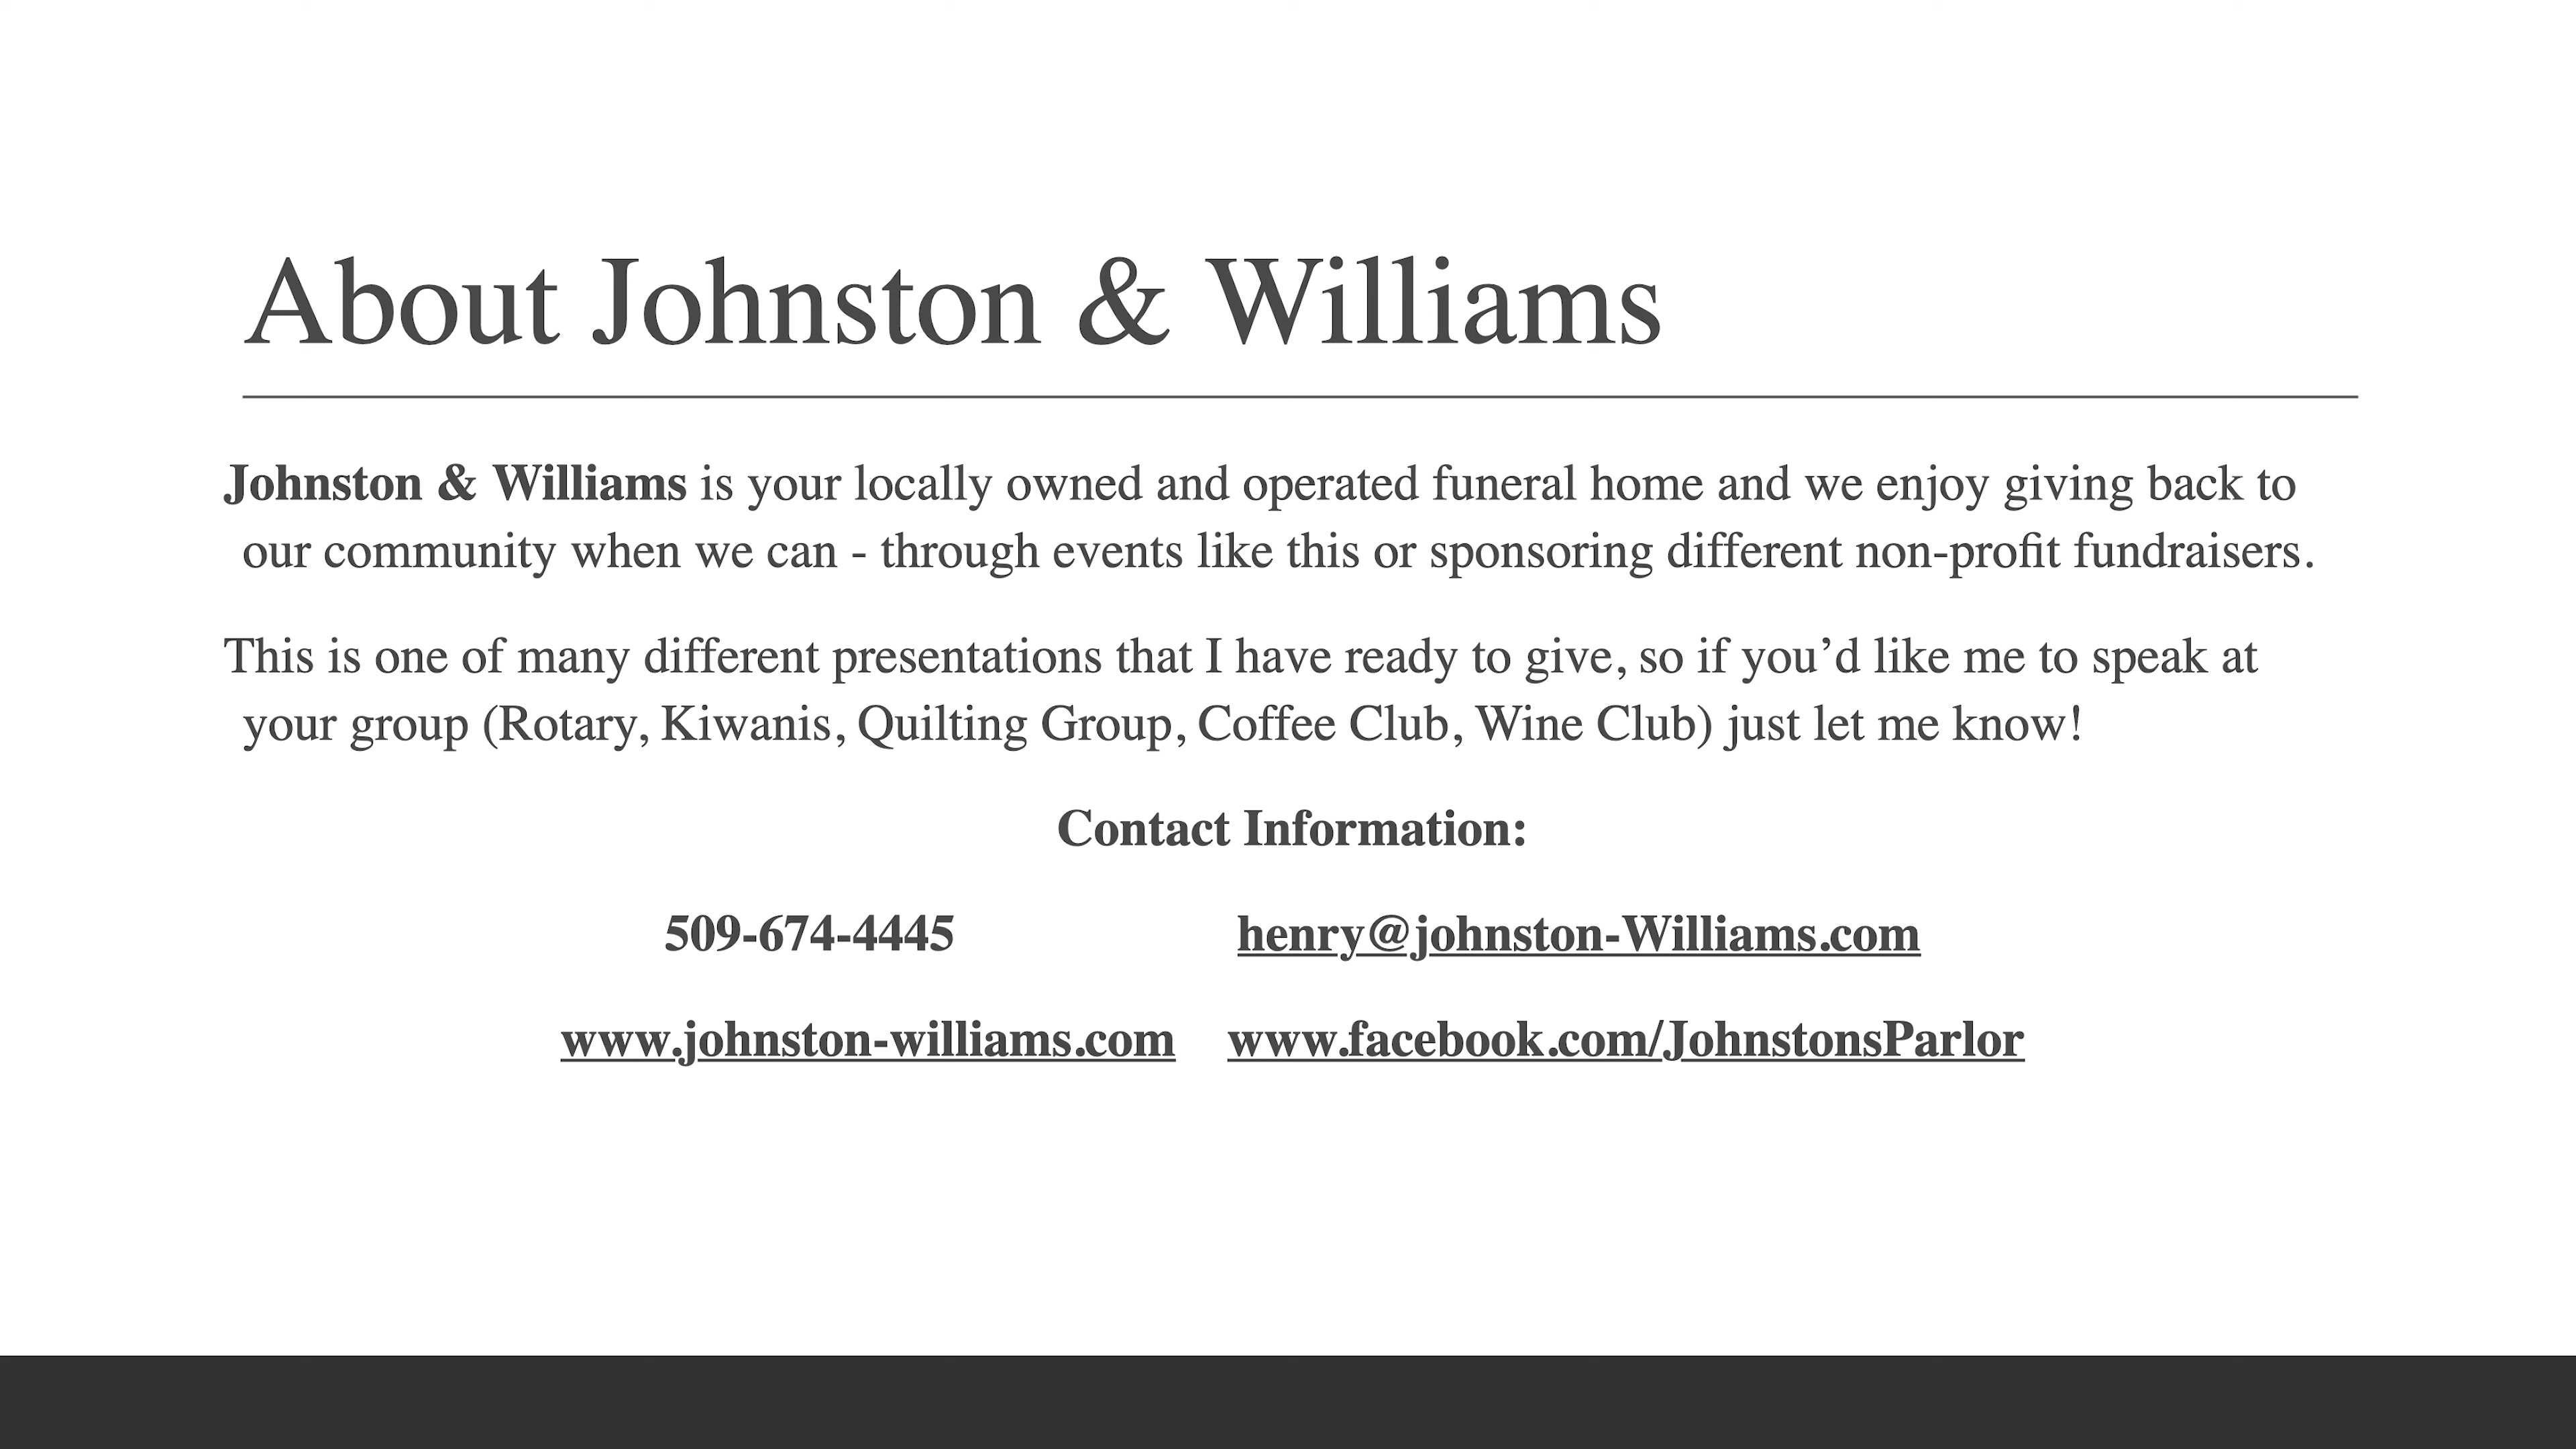 About Johnston & Williams
Johnston & Williams is your locally owned and operated funeral home and we enjoy giving back to
our community when we can - through events like this or sponsoring different non-profit fundraisers.
This is one of many different presentations that I have ready to give, so if you’d like me to speak at
your group (Rotary, Kiwanis, Quilting Group, Coffee Club, Wine Club) just let me know!
Contact Information:
509-674-4445 henry@johnston-Williams.com
www.johnston-williams.com www.facebook.com/JohnstonsParlor